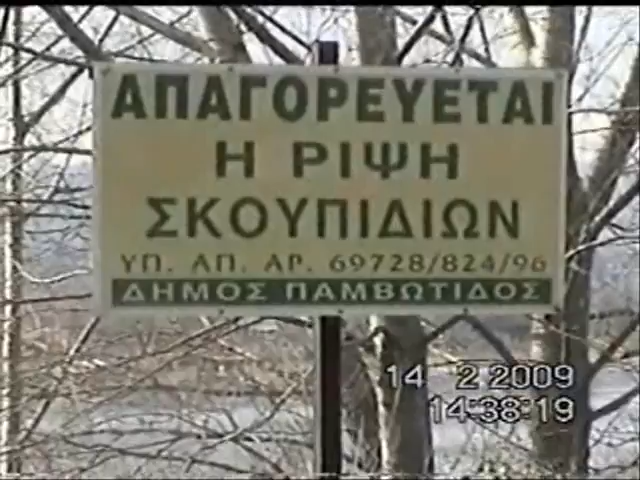 ΑΠΑΓΟΡΕΥΕΤΑΙ
Η ΡΙΨΗ
ΣΚΟΥΠΙΔΙΩΝ
ΥΠ. ΑΠ. ΑΡ. 69728/824/96
ΔΗΜΟΣ ΠΑΜΒΩΤΙΔΟΣ
14 2 2009
14:38:19